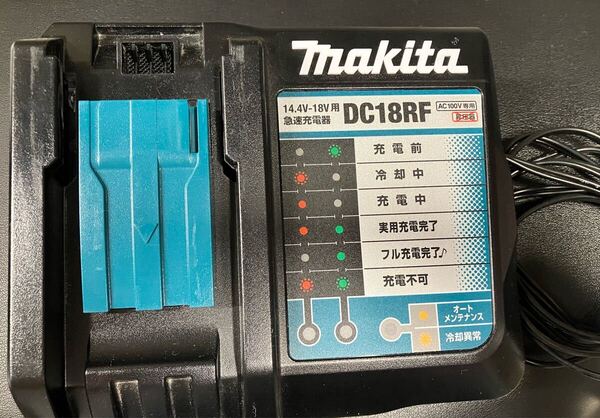 makita
14.4V-18V用
急速充電器
DC18RF
AC100V専用
充電前
冷却中
充電中
実用充電完了
フル充電完了♪
充電不可
オート
メンテナンス
冷却異常